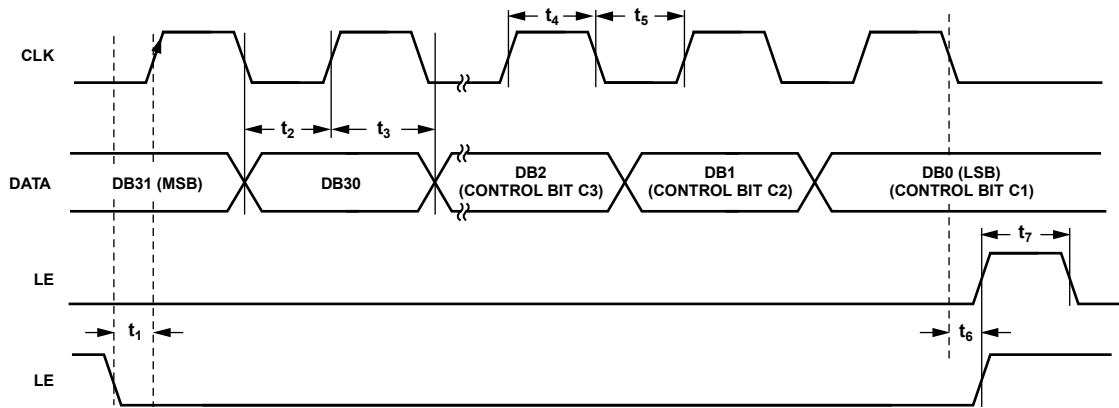 t4 t5
CLK
t2 t3
DATA DB31 (MSB) DB30 DB2 (CONTROL BIT C3) DB1 (CONTROL BIT C2) DB0 (LSB) (CONTROL BIT C1)
t7
LE
t1 t6
LE